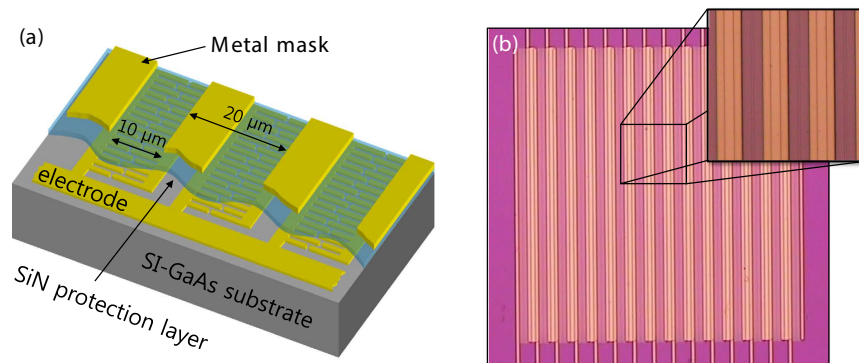 (a)
Metal mask
20 μm
10 μm
electrode
SiN protection layer
SI-GaAs substrate
(b)